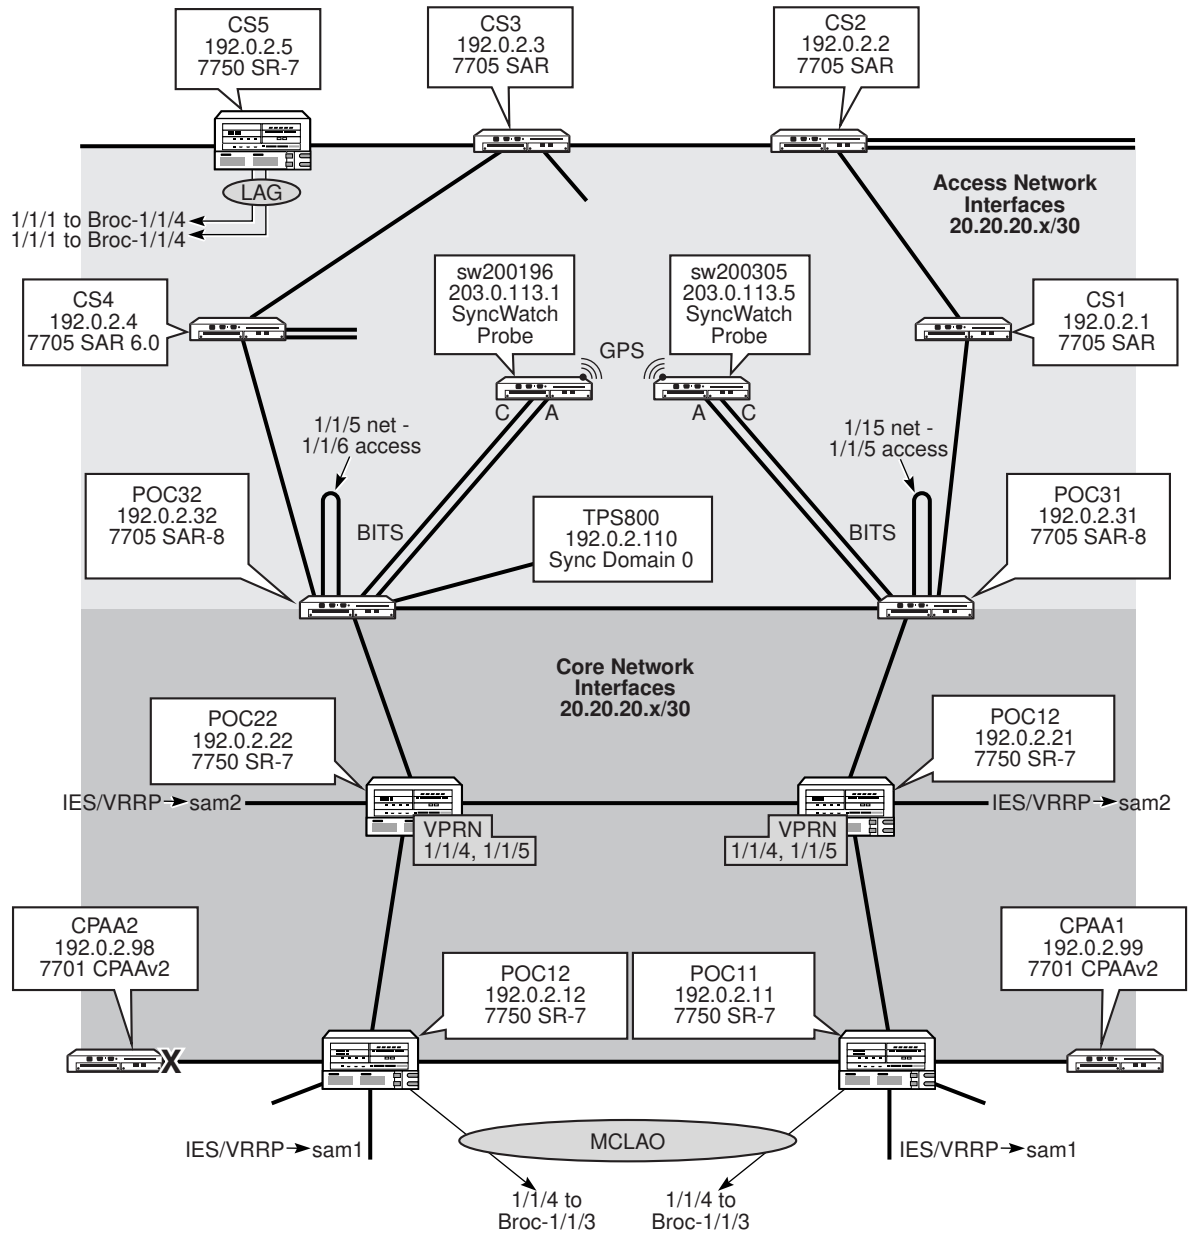 CS5
192.0.2.5
7750 SR-7
CS3
192.0.2.3
7705 SAR
CS2
192.0.2.2
7705 SAR
LAG
1/1/1 to Broc-1/1/4
1/1/1 to Broc-1/1/4
Access Network
Interfaces
20.20.20.x/30
CS4
192.0.2.4
7705 SAR 6.0
sw200196
203.0.113.1
SyncWatch
Probe
GPS
sw200305
203.0.113.5
SyncWatch
Probe
CS1
192.0.2.1
7705 SAR
C
A
A
C
1/1/5 net -
1/1/6 access
1/15 net -
1/1/5 access
POC32
192.0.2.32
7705 SAR-8
BITS
TPS800
192.0.2.110
Sync Domain 0
BITS
POC31
192.0.2.31
7705 SAR-8
Core Network
Interfaces
20.20.20.x/30
POC22
192.0.2.22
7750 SR-7
POC12
192.0.2.21
7750 SR-7
IES/VRRP sam2
IES/VRRP sam2
VPRN
1/1/4, 1/1/5
VPRN
1/1/4, 1/1/5
CPAA2
192.0.2.98
7701 CPAAv2
POC12
192.0.2.12
7750 SR-7
POC11
192.0.2.11
7750 SR-7
CPAA1
192.0.2.99
7701 CPAAv2
X
IES/VRRP sam1
MCLAO
IES/VRRP sam1
1/1/4 to
Broc-1/1/3
1/1/4 to
Broc-1/1/3